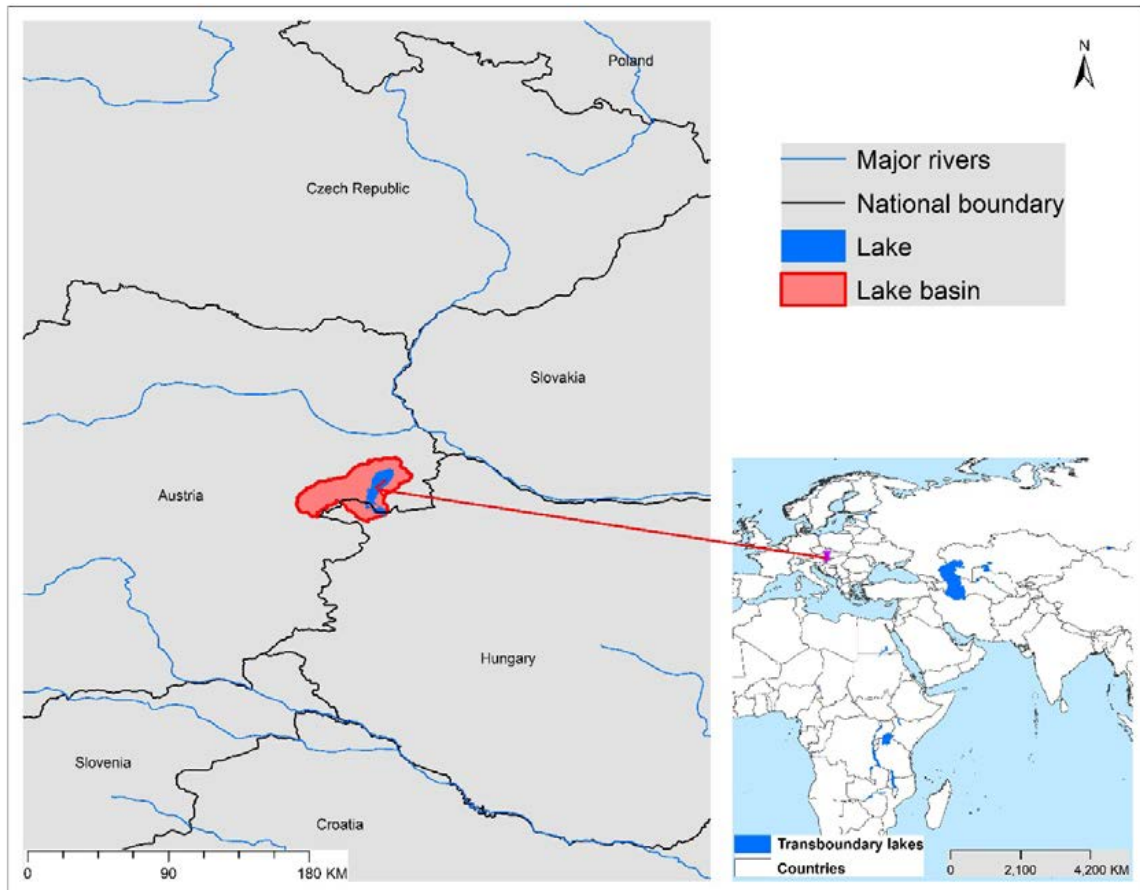 Poland
N
Czech Republic
Major rivers
National boundary
Lake
Lake basin
Slovakia
Austria
Hungary
Slovenia
Croatia
0 90 180 KM
Transboundary lakes
Countries
0 2,100 4,200 KM